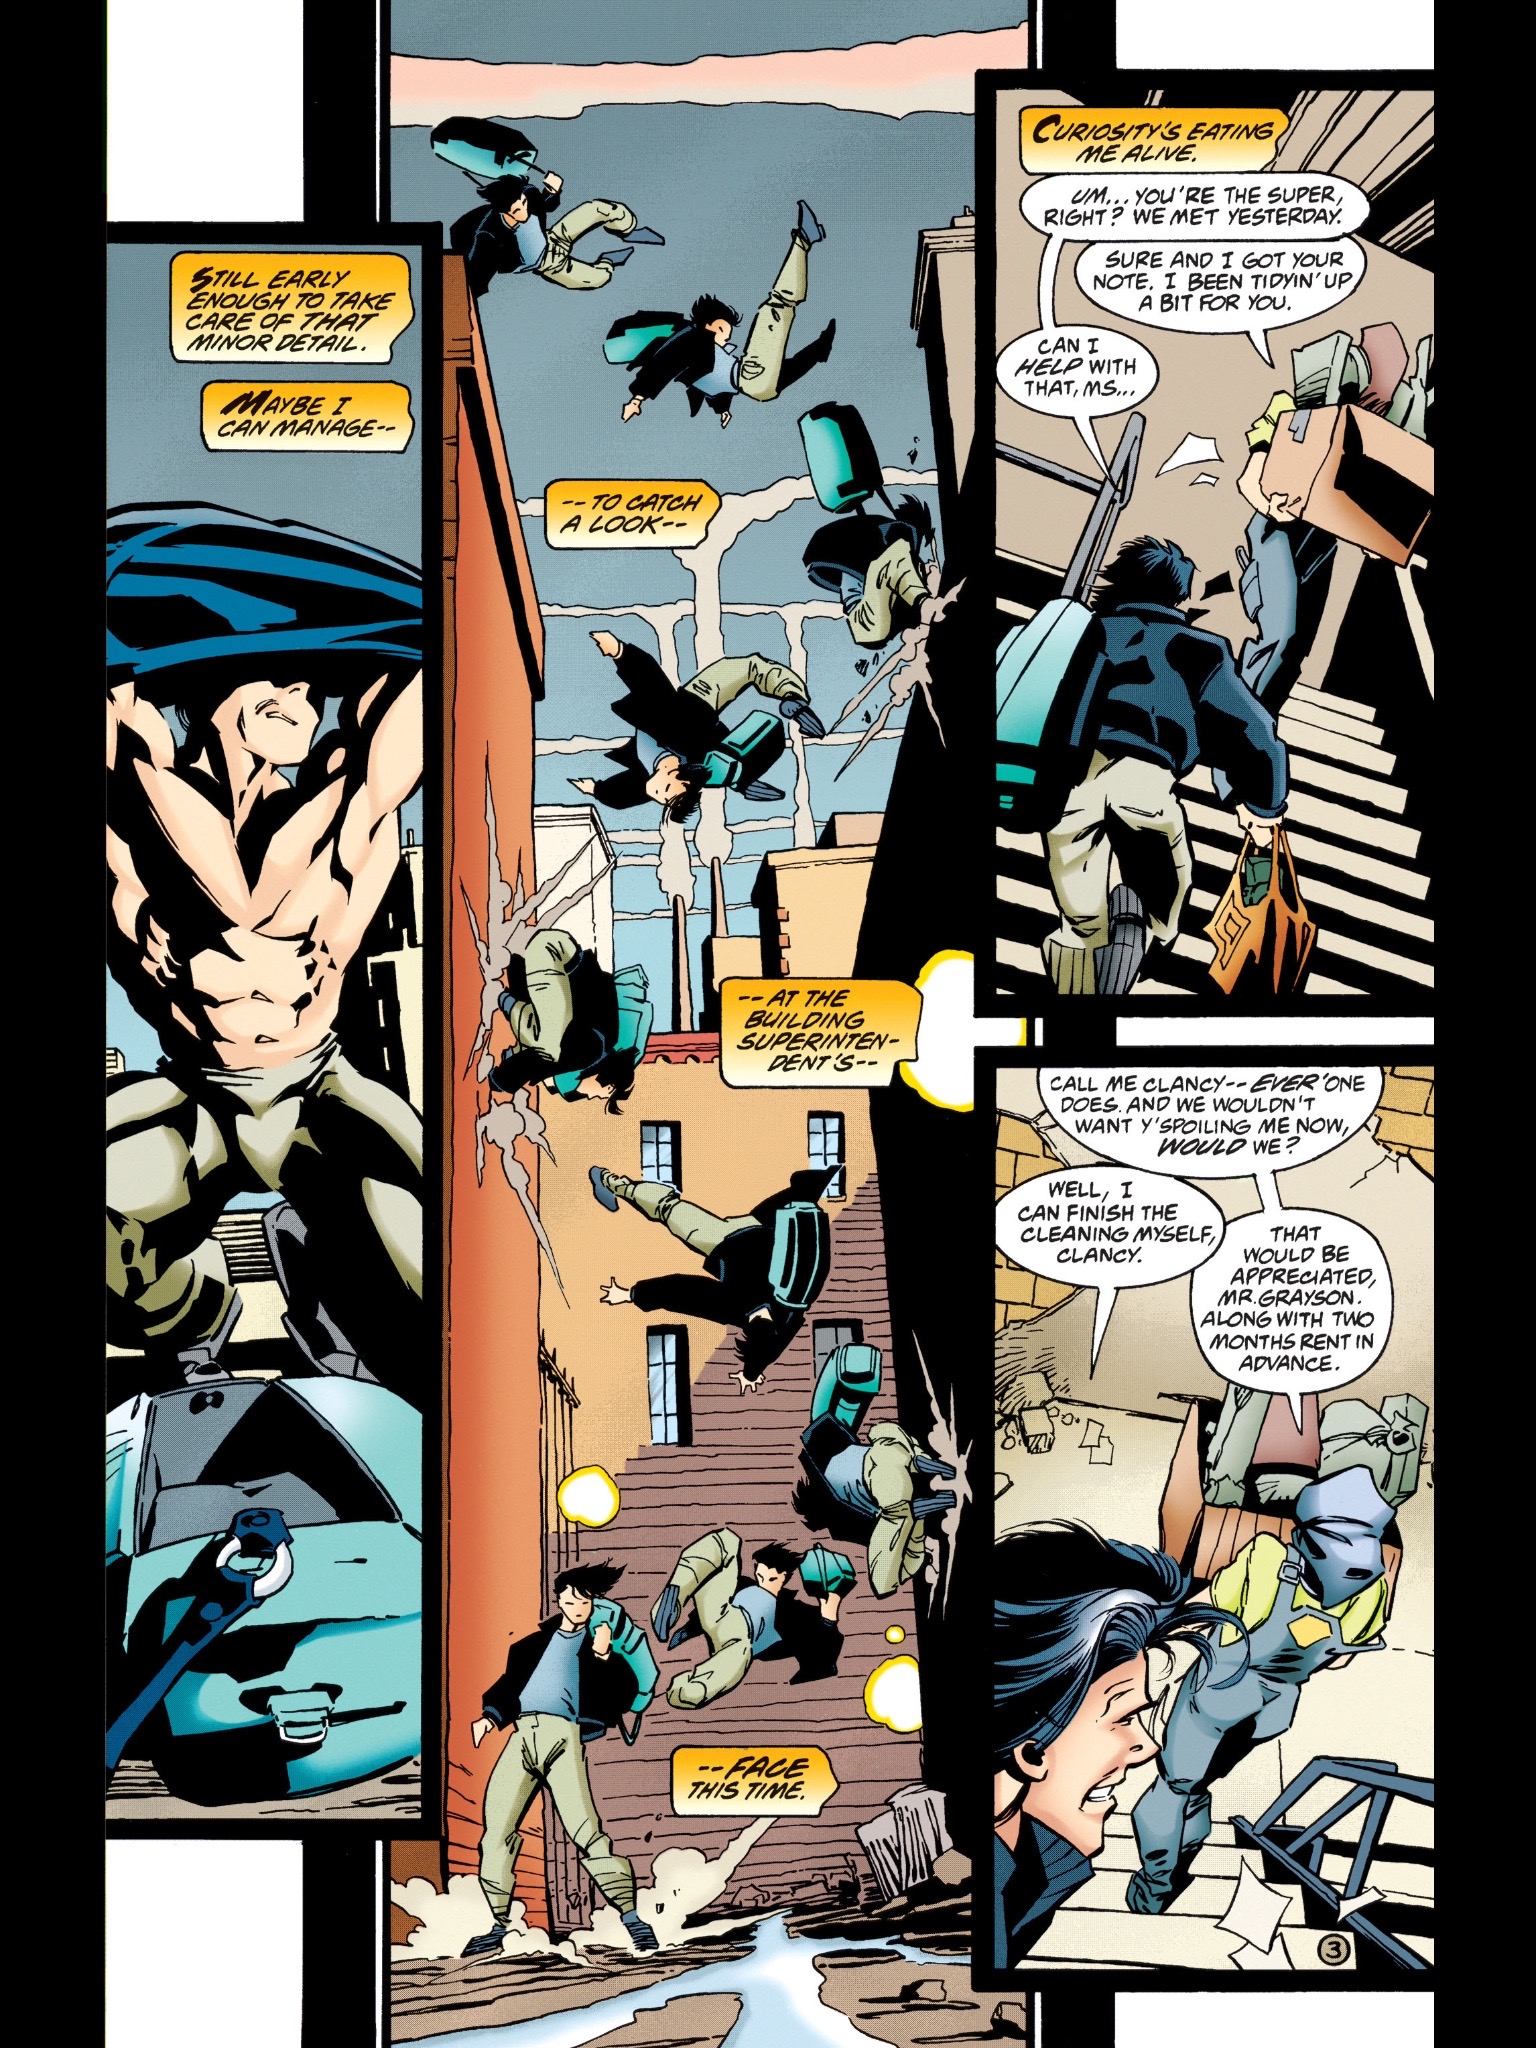 STILL EARLY
ENOUGH TO TAKE
CARE OF THAT
MINOR DETAIL.
MAYBE I
CAN MANAGE--
--TO CATCH
A LOOK--
--AT THE
BUILDING
SUPERINTEN-
DENT'S--
--FACE
THIS TIME.
CURIOSITY'S EATING
ME ALIVE.
UM... YOU'RE THE SUPER,
RIGHT? WE MET YESTERDAY.
SURE AND I GOT YOUR
NOTE. I BEEN TIDYIN' UP
A BIT FOR YOU.
CAN I
HELP WITH
THAT, MS...
CALL ME CLANCY-- EVER'ONE
DOES. AND WE WOULDN'T
WANT Y'SPOILING ME NOW,
WOULD WE?
WELL, I
CAN FINISH THE
CLEANING MYSELF,
CLANCY.
THAT
WOULD BE
APPRECIATED,
MR. GRAYSON.
ALONG WITH TWO
MONTHS RENT IN
ADVANCE.
3